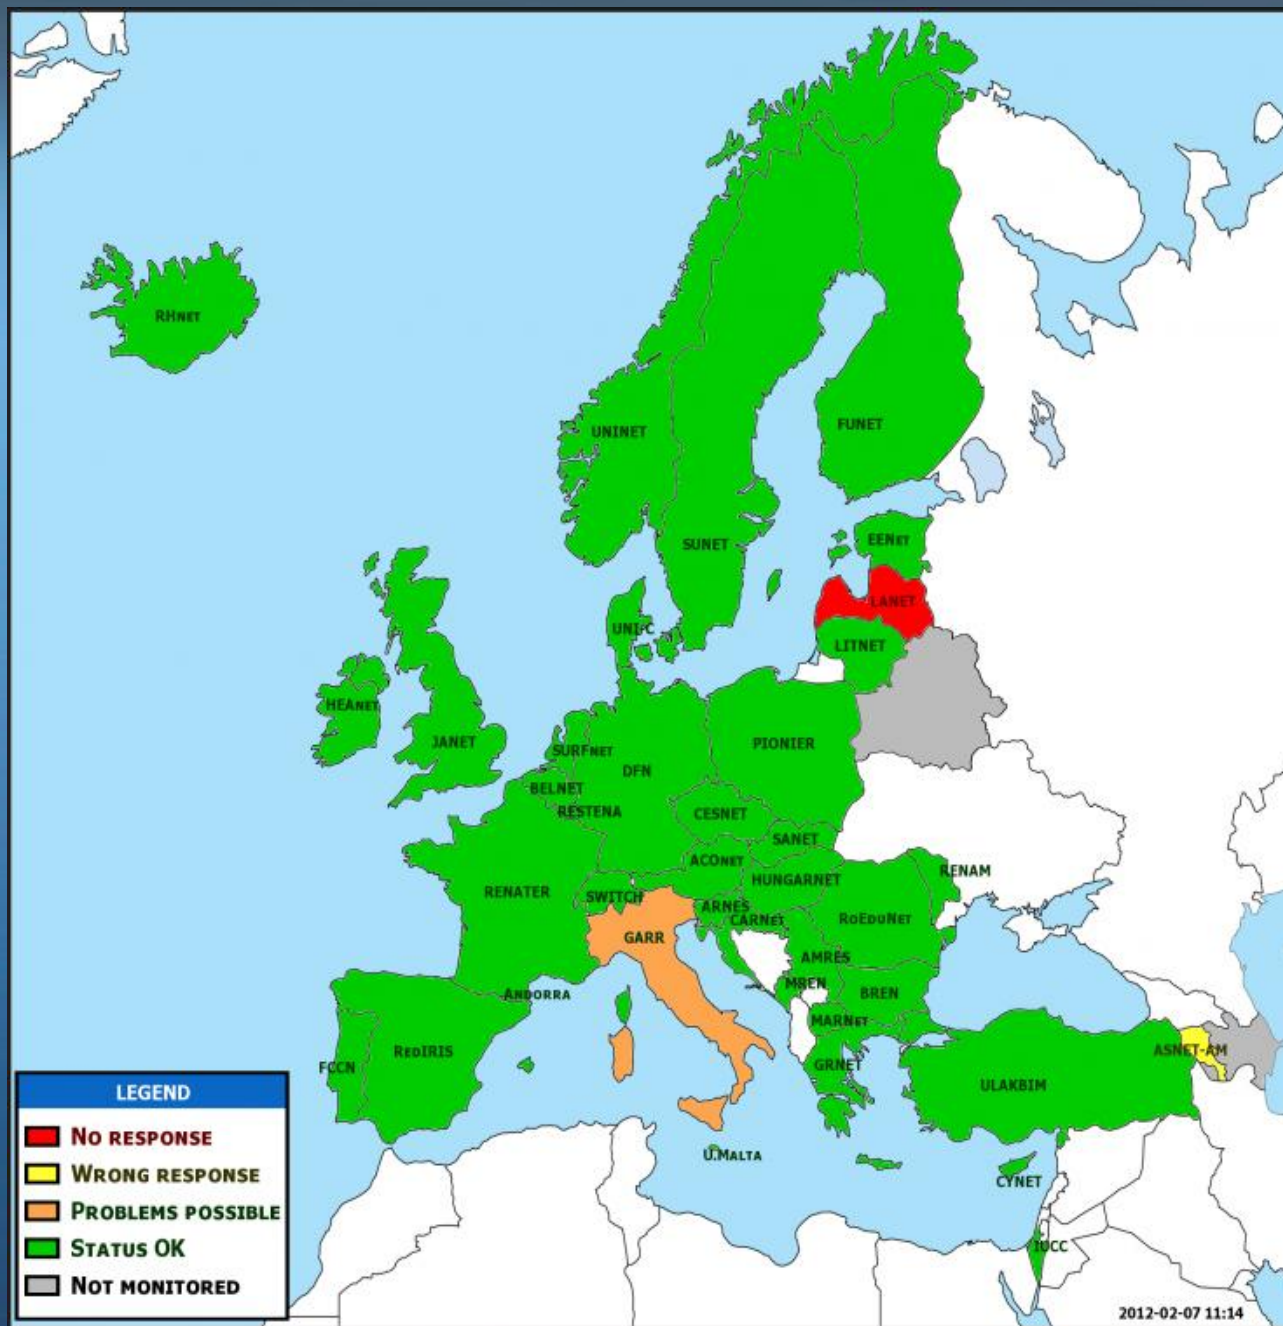 RHNET
UNINET
FUNET
SUNET
EENET
LANET
UNI-C
LITNET
HEANET
JANET
SURFNET
PIONIER
DFN
BELNET
RESTENA
CESNET
SANET
ACONET
HUNGARNET
RENAM
RENATER
SWITCH
ARNES
CARNET
ROEDUNET
GARR
AMRES
MREN
BREN
ANDORRA
MARNET
REDIRIS
FCCN
GRNET
ASNET-AM
ULAKBIM
U.MALTA
CYNET
IUCC
LEGEND
NO RESPONSE
WRONG RESPONSE
PROBLEMS POSSIBLE
STATUS OK
NOT MONITORED
2012-02-07 11:14